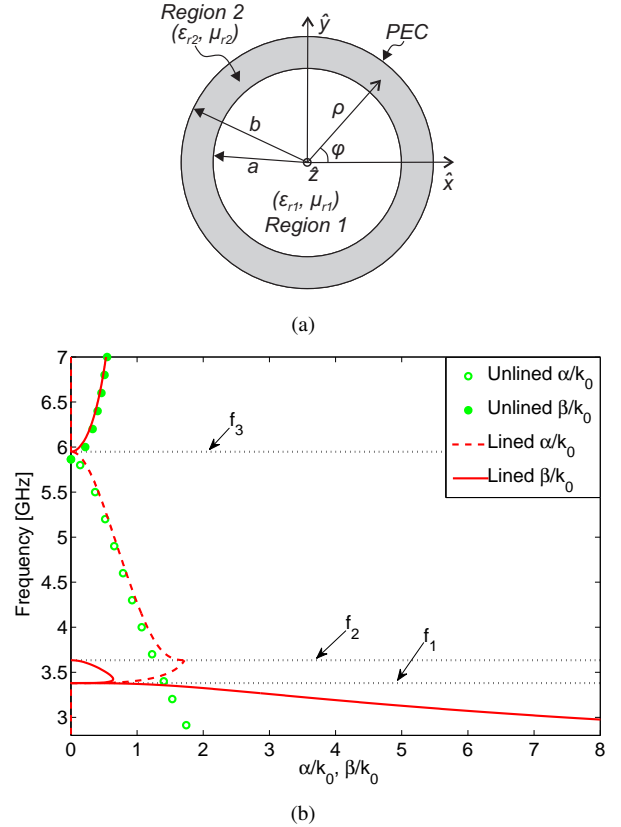 Region 2
(εr2, μr2)
ŷ
PEC
b
ρ
a
φ
ẑ
x̂
(εr1, μr1)
Region 1
(a)
7
6.5
6
5.5
5
4.5
4
3.5
3
Frequency [GHz]
Unlined α/k0
Unlined β/k0
Lined α/k0
Lined β/k0
f3
f2
f1
0 1 2 3 4 5 6 7 8
α/k0, β/k0
(b)